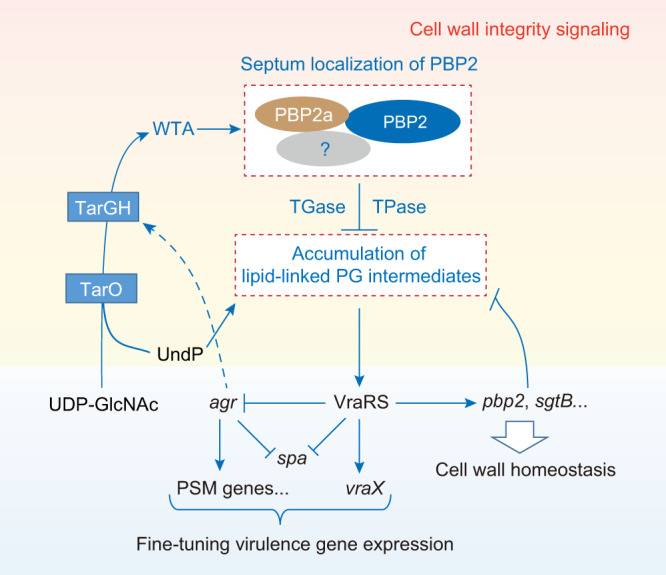 Cell wall integrity signaling
Septum localization of PBP2
PBP2a
PBP2
?
WTA
TarGH
TGase
TPase
Accumulation of
lipid-linked PG intermediates
TarO
UndP
UDP-GlcNAc
agr
VraRS
pbp2, sgtB...
spa
Cell wall homeostasis
PSM genes...
vraX
Fine-tuning virulence gene expression